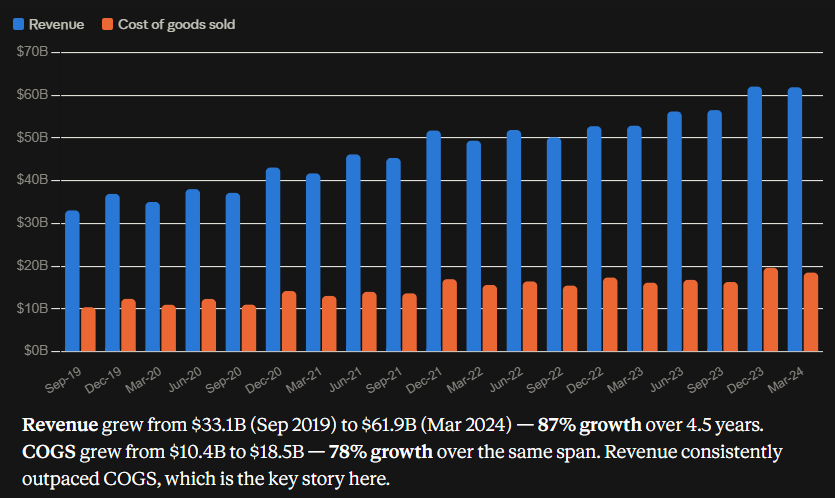 Revenue Cost of goods sold
$70B
$60B
$50B
$40B
$30B
$20B
$10B
$0B
Sep-19 Dec-19 Mar-20 Jun-20 Sep-20 Dec-20 Mar-21 Jun-21 Sep-21 Dec-21 Mar-22 Jun-22 Sep-22 Dec-22 Mar-23 Jun-23 Sep-23 Dec-23 Mar-24
Revenue grew from $33.1B (Sep 2019) to $61.9B (Mar 2024) — 87% growth over 4.5 years.
COGS grew from $10.4B to $18.5B — 78% growth over the same span. Revenue consistently
outpaced COGS, which is the key story here.